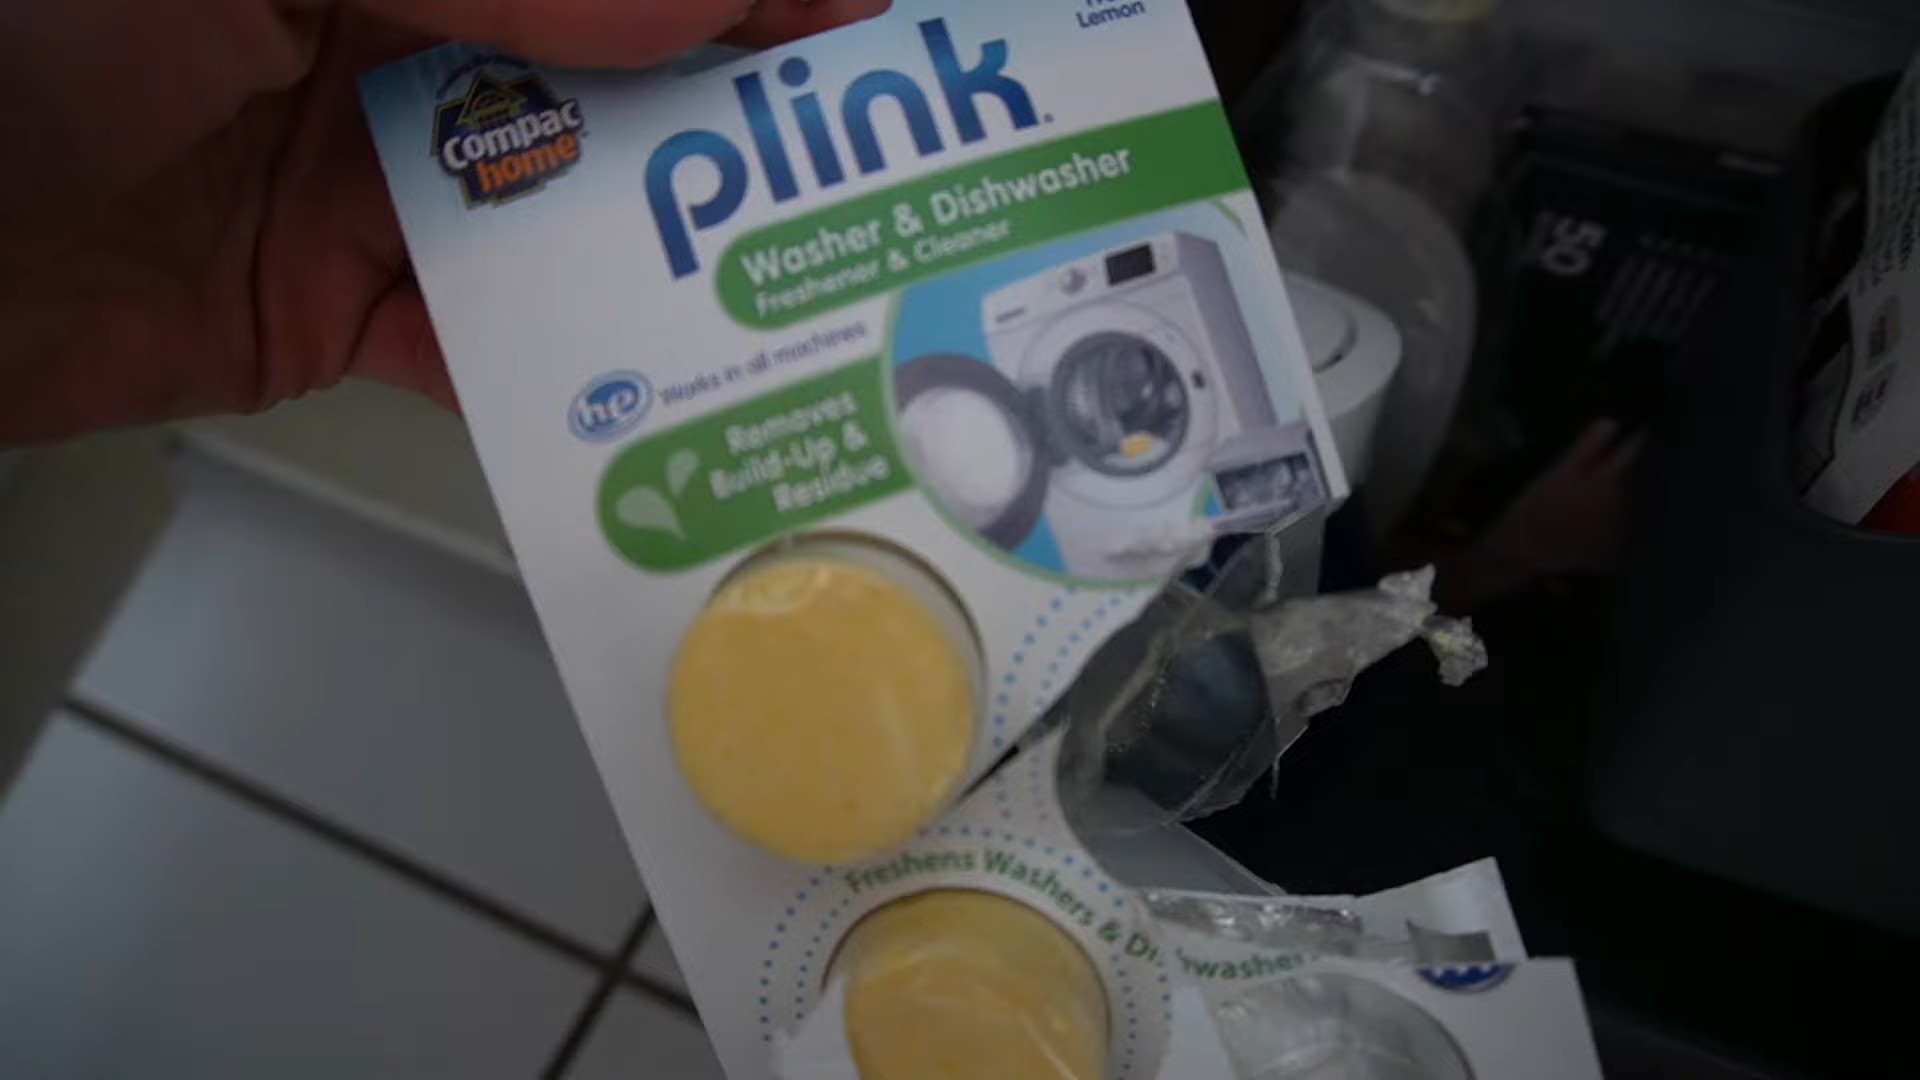 Lemon
compac
home
plink
Washer & Dishwasher
Freshener & Cleaner
he
Works in all machines
Removes
Build-Up &
Residue
Freshens Washers & Di washer